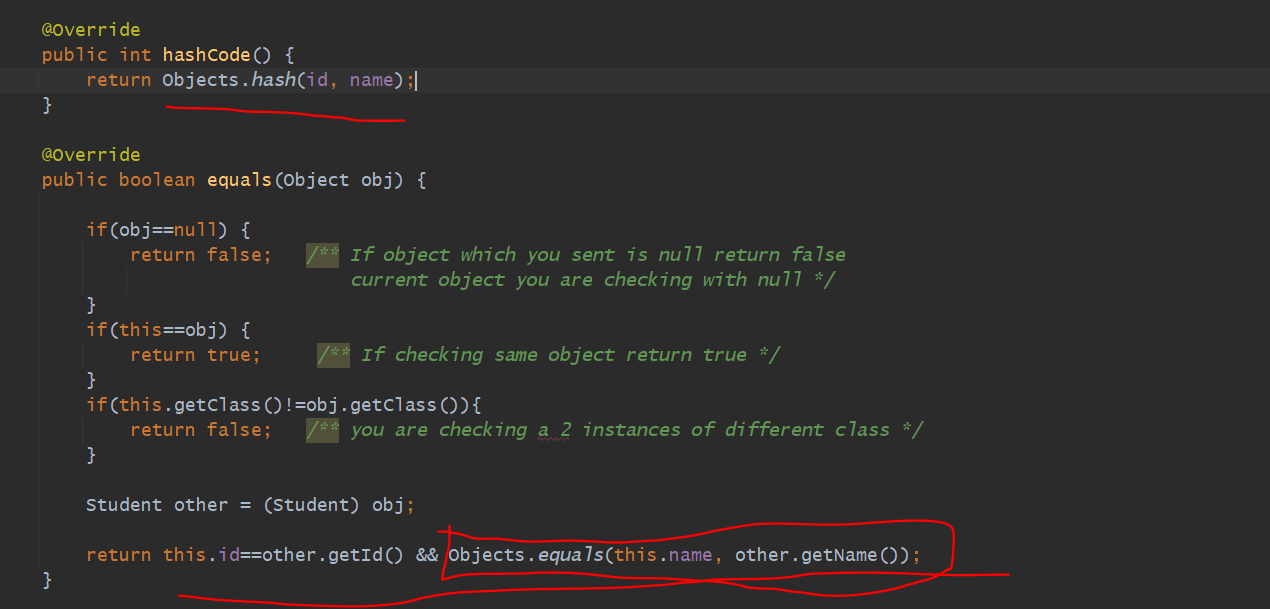 @Override
public int hashCode() {
return Objects.hash(id, name);
}
@Override
public boolean equals(Object obj) {
if(obj==null) {
return false;   /** If object which you sent is null return false
current object you are checking with null */
}
if(this==obj) {
return true;     /** If checking same object return true */
}
if(this.getClass()!=obj.getClass()){
return false;   /** you are checking a 2 instances of different class */
}
Student other = (Student) obj;
return this.id==other.getId() && Objects.equals(this.name, other.getName());
}